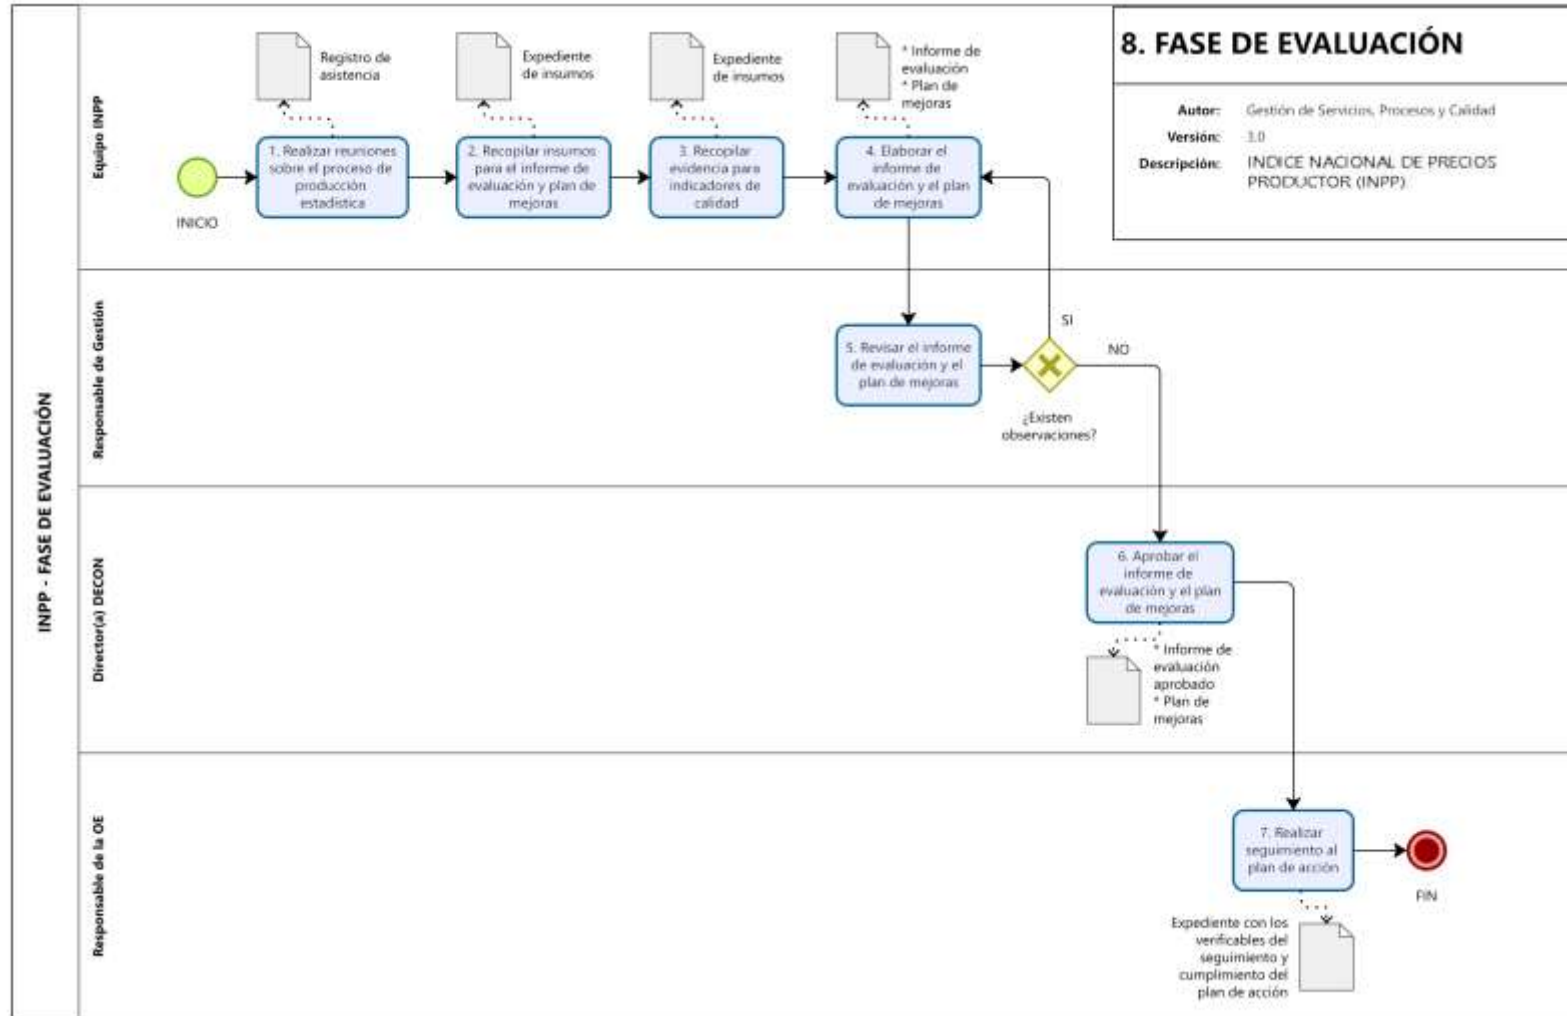 8. FASE DE EVALUACIÓN
Autor: Gestión de Servicios, Procesos y Calidad
Versión: 3.0
Descripción: INDICE NACIONAL DE PRECIOS
PRODUCTOR (INPP)
INPP - FASE DE EVALUACIÓN
Equipo INPP
INICIO
Registro de
asistencia
1. Realizar reuniones
sobre el proceso de
producción
estadística
Expediente
de insumos
2. Recopilar insumos
para el informe de
evaluación y plan de
mejoras
Expediente
de insumos
3. Recopilar
evidencia para
indicadores de
calidad
* Informe de
evaluación
* Plan de
mejoras
4. Elaborar el
informe de
evaluación y el plan
de mejoras
Responsable de Gestión
5. Revisar el informe
de evaluación y el
plan de mejoras
SI
NO
¿Existen
observaciones?
Director(a) DECON
6. Aprobar el
informe de
evaluación y el plan
de mejoras
* Informe de
evaluación
aprobado
* Plan de
mejoras
Responsable de la OE
7. Realizar
seguimiento al
plan de acción
FIN
Expediente con los
verificables del
seguimiento y
cumplimiento del
plan de acción